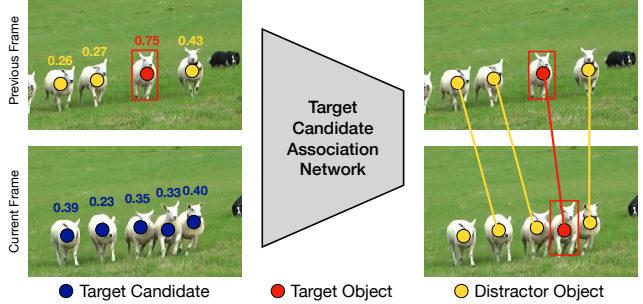 Previous Frame
0.26
0.27
0.75
0.43
Target
Candidate
Association
Network
Current Frame
0.39
0.23
0.35
0.33
0.40
Target Candidate
Target Object
Distractor Object